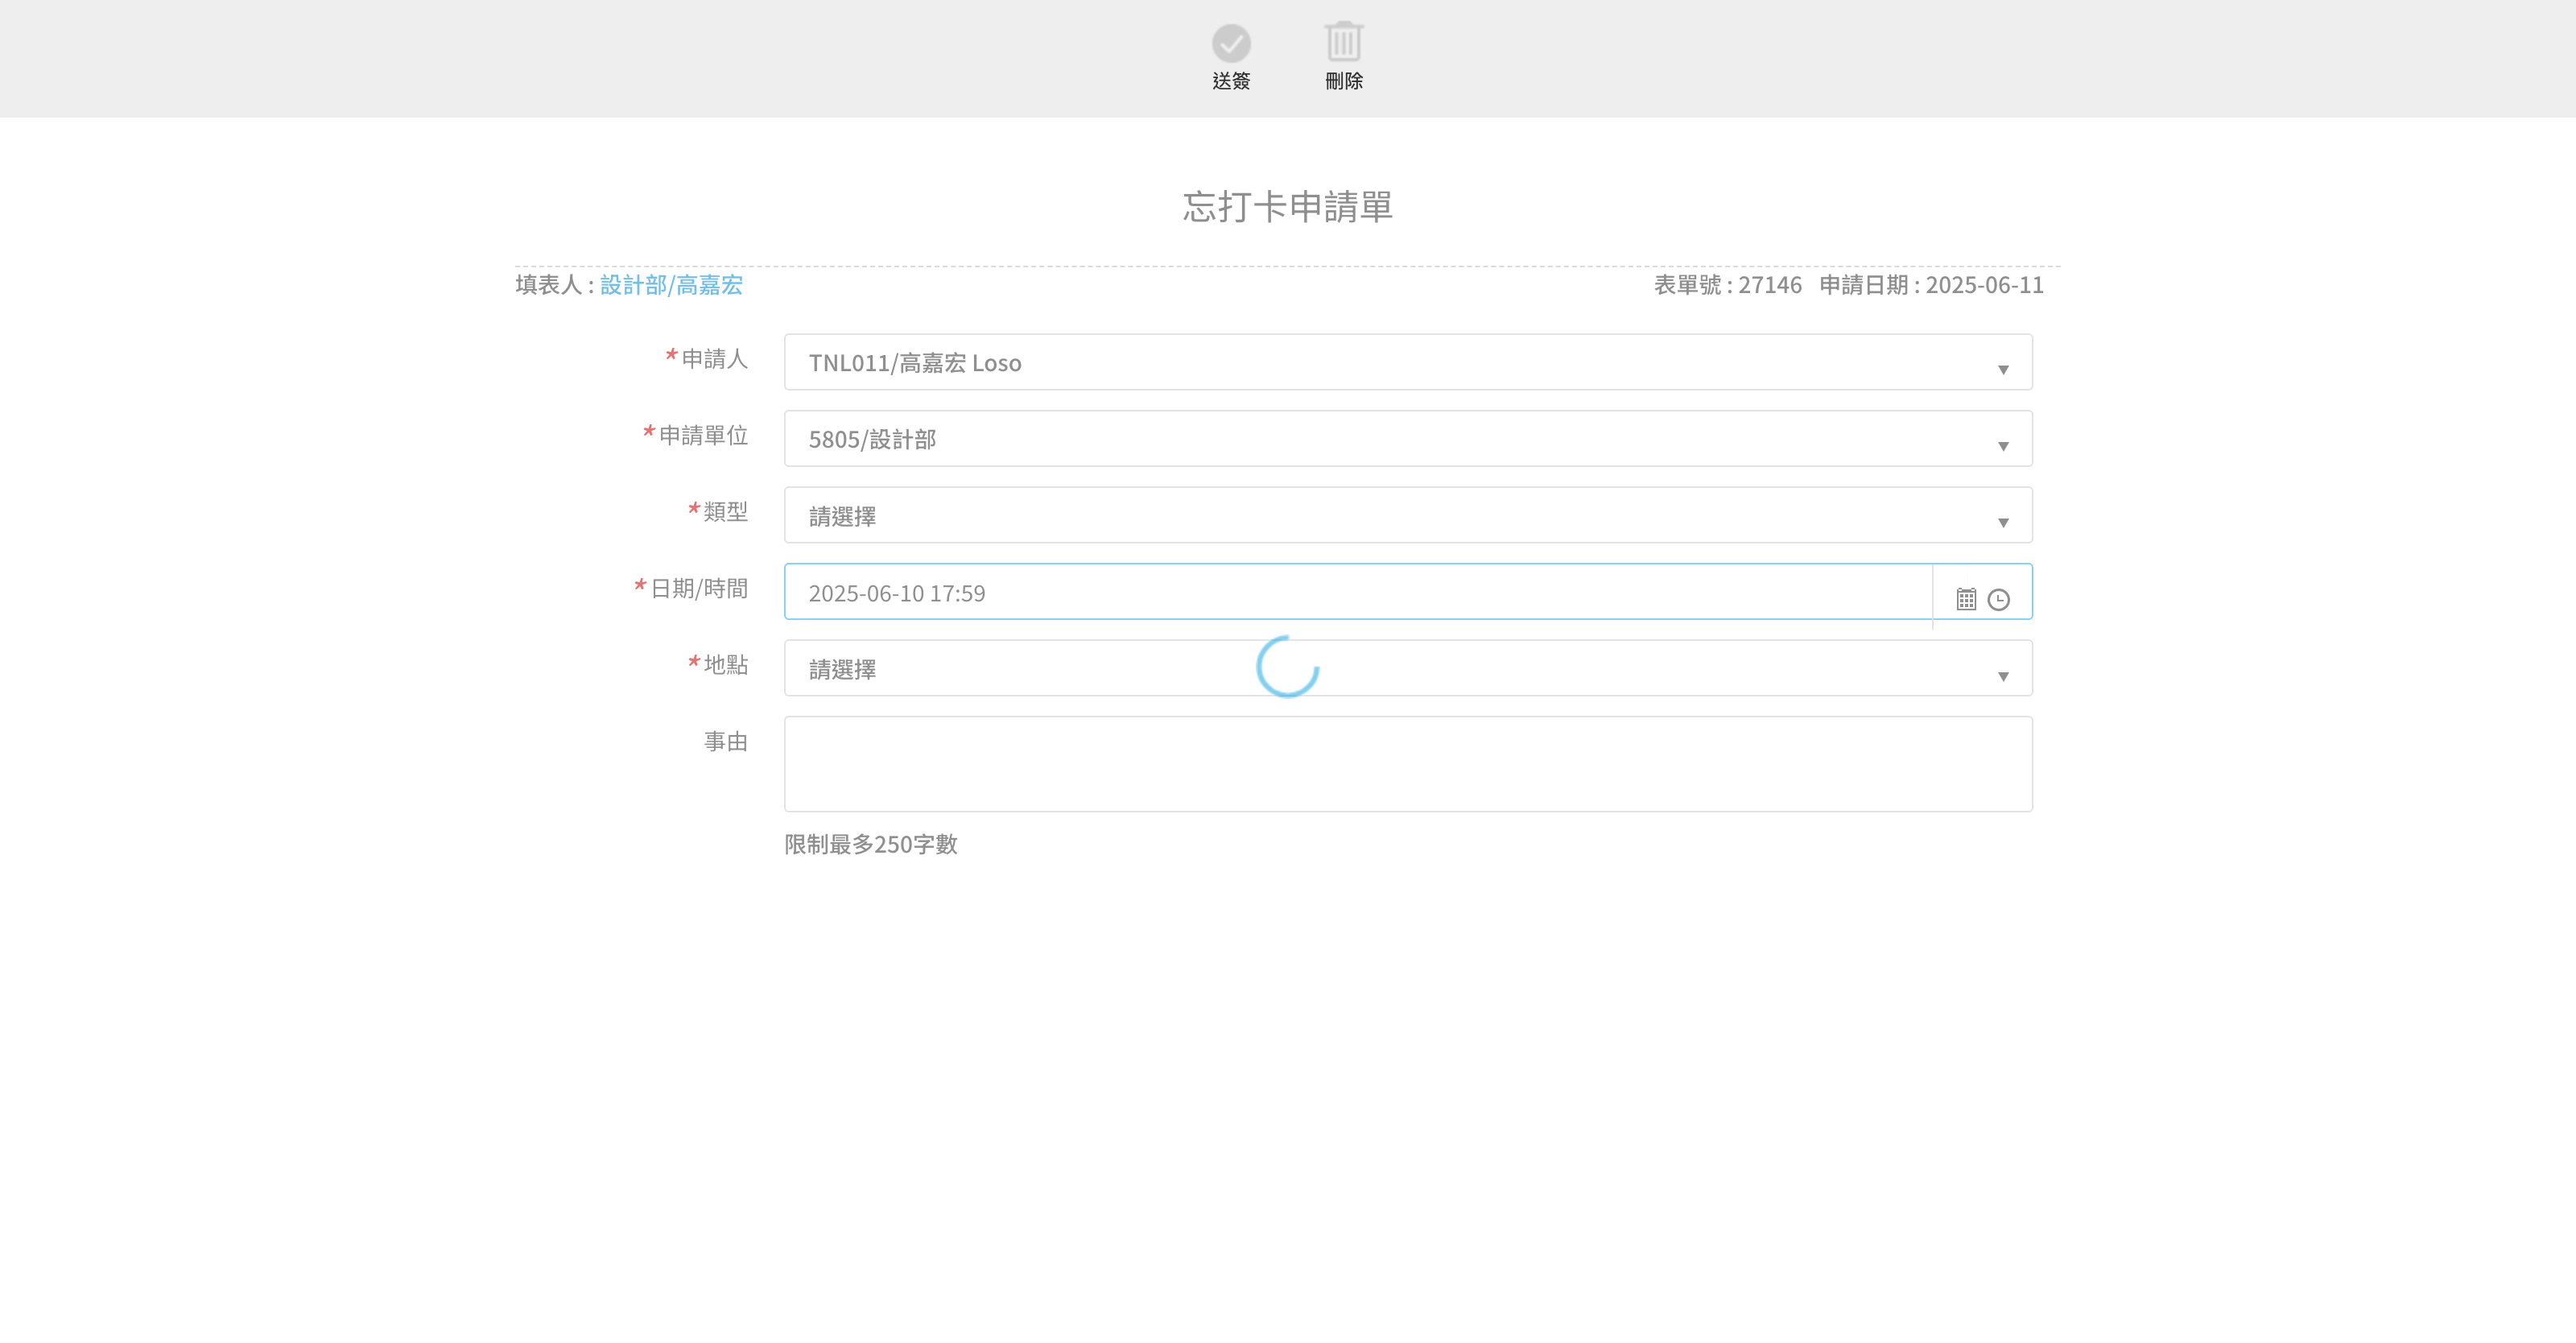 送簽 刪除
忘打卡申請單
填表人 : 設計部/高嘉宏 表單號 : 27146 申請日期 : 2025-06-11
*申請人 TNL011/高嘉宏 Loso
*申請單位 5805/設計部
*類型 請選擇
*日期/時間 2025-06-10 17:59
*地點 請選擇
事由
限制最多250字數